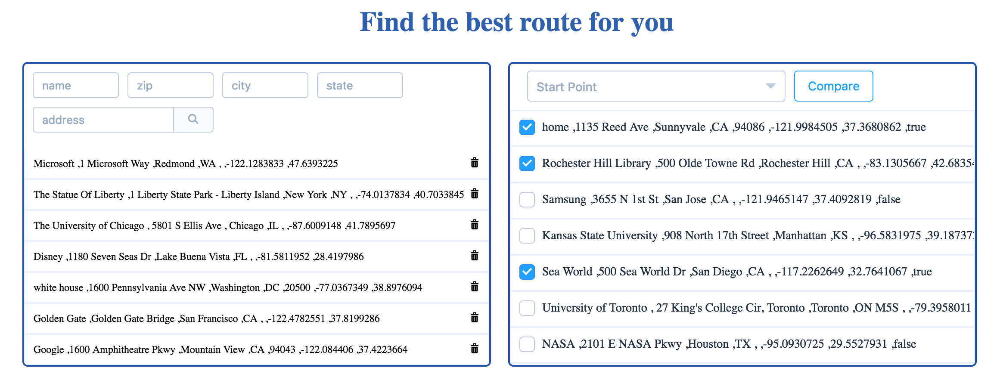 Find the best route for you
name
zip
city
state
address
Microsoft ,1 Microsoft Way ,Redmond ,WA , ,-122.1283833 ,47.6393225
The Statue Of Liberty ,1 Liberty State Park - Liberty Island ,New York ,NY , ,-74.0137834 ,40.7033845
The University of Chicago , 5801 S Ellis Ave , Chicago ,IL , ,-87.6009148 ,41.7895697
Disney ,1180 Seven Seas Dr ,Lake Buena Vista ,FL , ,-81.5811952 ,28.4197986
white house ,1600 Pennsylvania Ave NW ,Washington ,DC ,20500 ,-77.0367349 ,38.8976094
Golden Gate ,Golden Gate Bridge ,San Francisco ,CA , ,-122.4782551 ,37.8199286
Google ,1600 Amphitheatre Pkwy ,Mountain View ,CA ,94043 ,-122.084406 ,37.4223664
Start Point
Compare
home ,1135 Reed Ave ,Sunnyvale ,CA ,94086 ,-121.9984505 ,37.3680862 ,true
Rochester Hill Library ,500 Olde Towne Rd ,Rochester Hill ,CA , ,-83.1305667 ,42.68354
Samsung ,3655 N 1st St ,San Jose ,CA , ,-121.9465147 ,37.4092819 ,false
Kansas State University ,908 North 17th Street ,Manhattan ,KS , ,-96.5831975 ,39.187372
Sea World ,500 Sea World Dr ,San Diego ,CA , ,-117.2262649 ,32.7641067 ,true
University of Toronto , 27 King's College Cir, Toronto ,Toronto ,ON M5S , ,-79.3958011
NASA ,2101 E NASA Pkwy ,Houston ,TX , ,-95.0930725 ,29.5527931 ,false